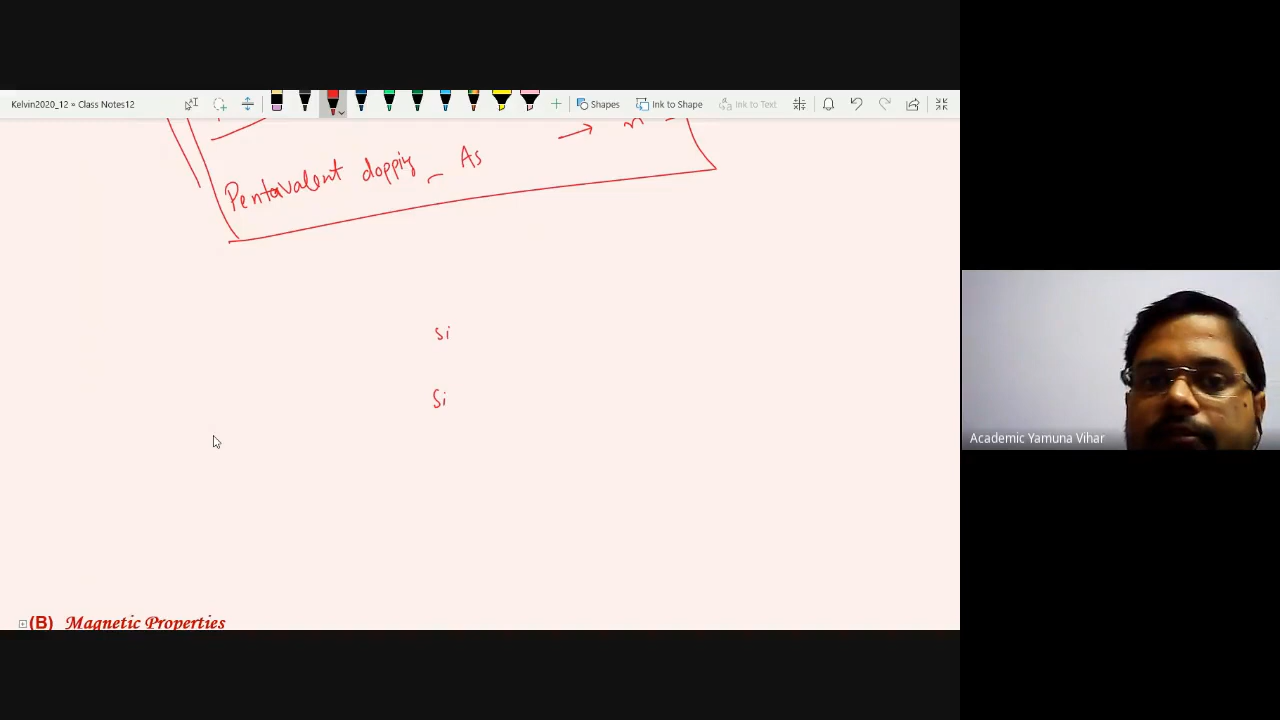 Kelvin2020_12 » Class Notes12
Shapes
Ink to Shape
Ink to Text
→ n
Pentavalent dopping _ As
Si
Si
Academic Yamuna Vihar
(B) Magnetic Properties